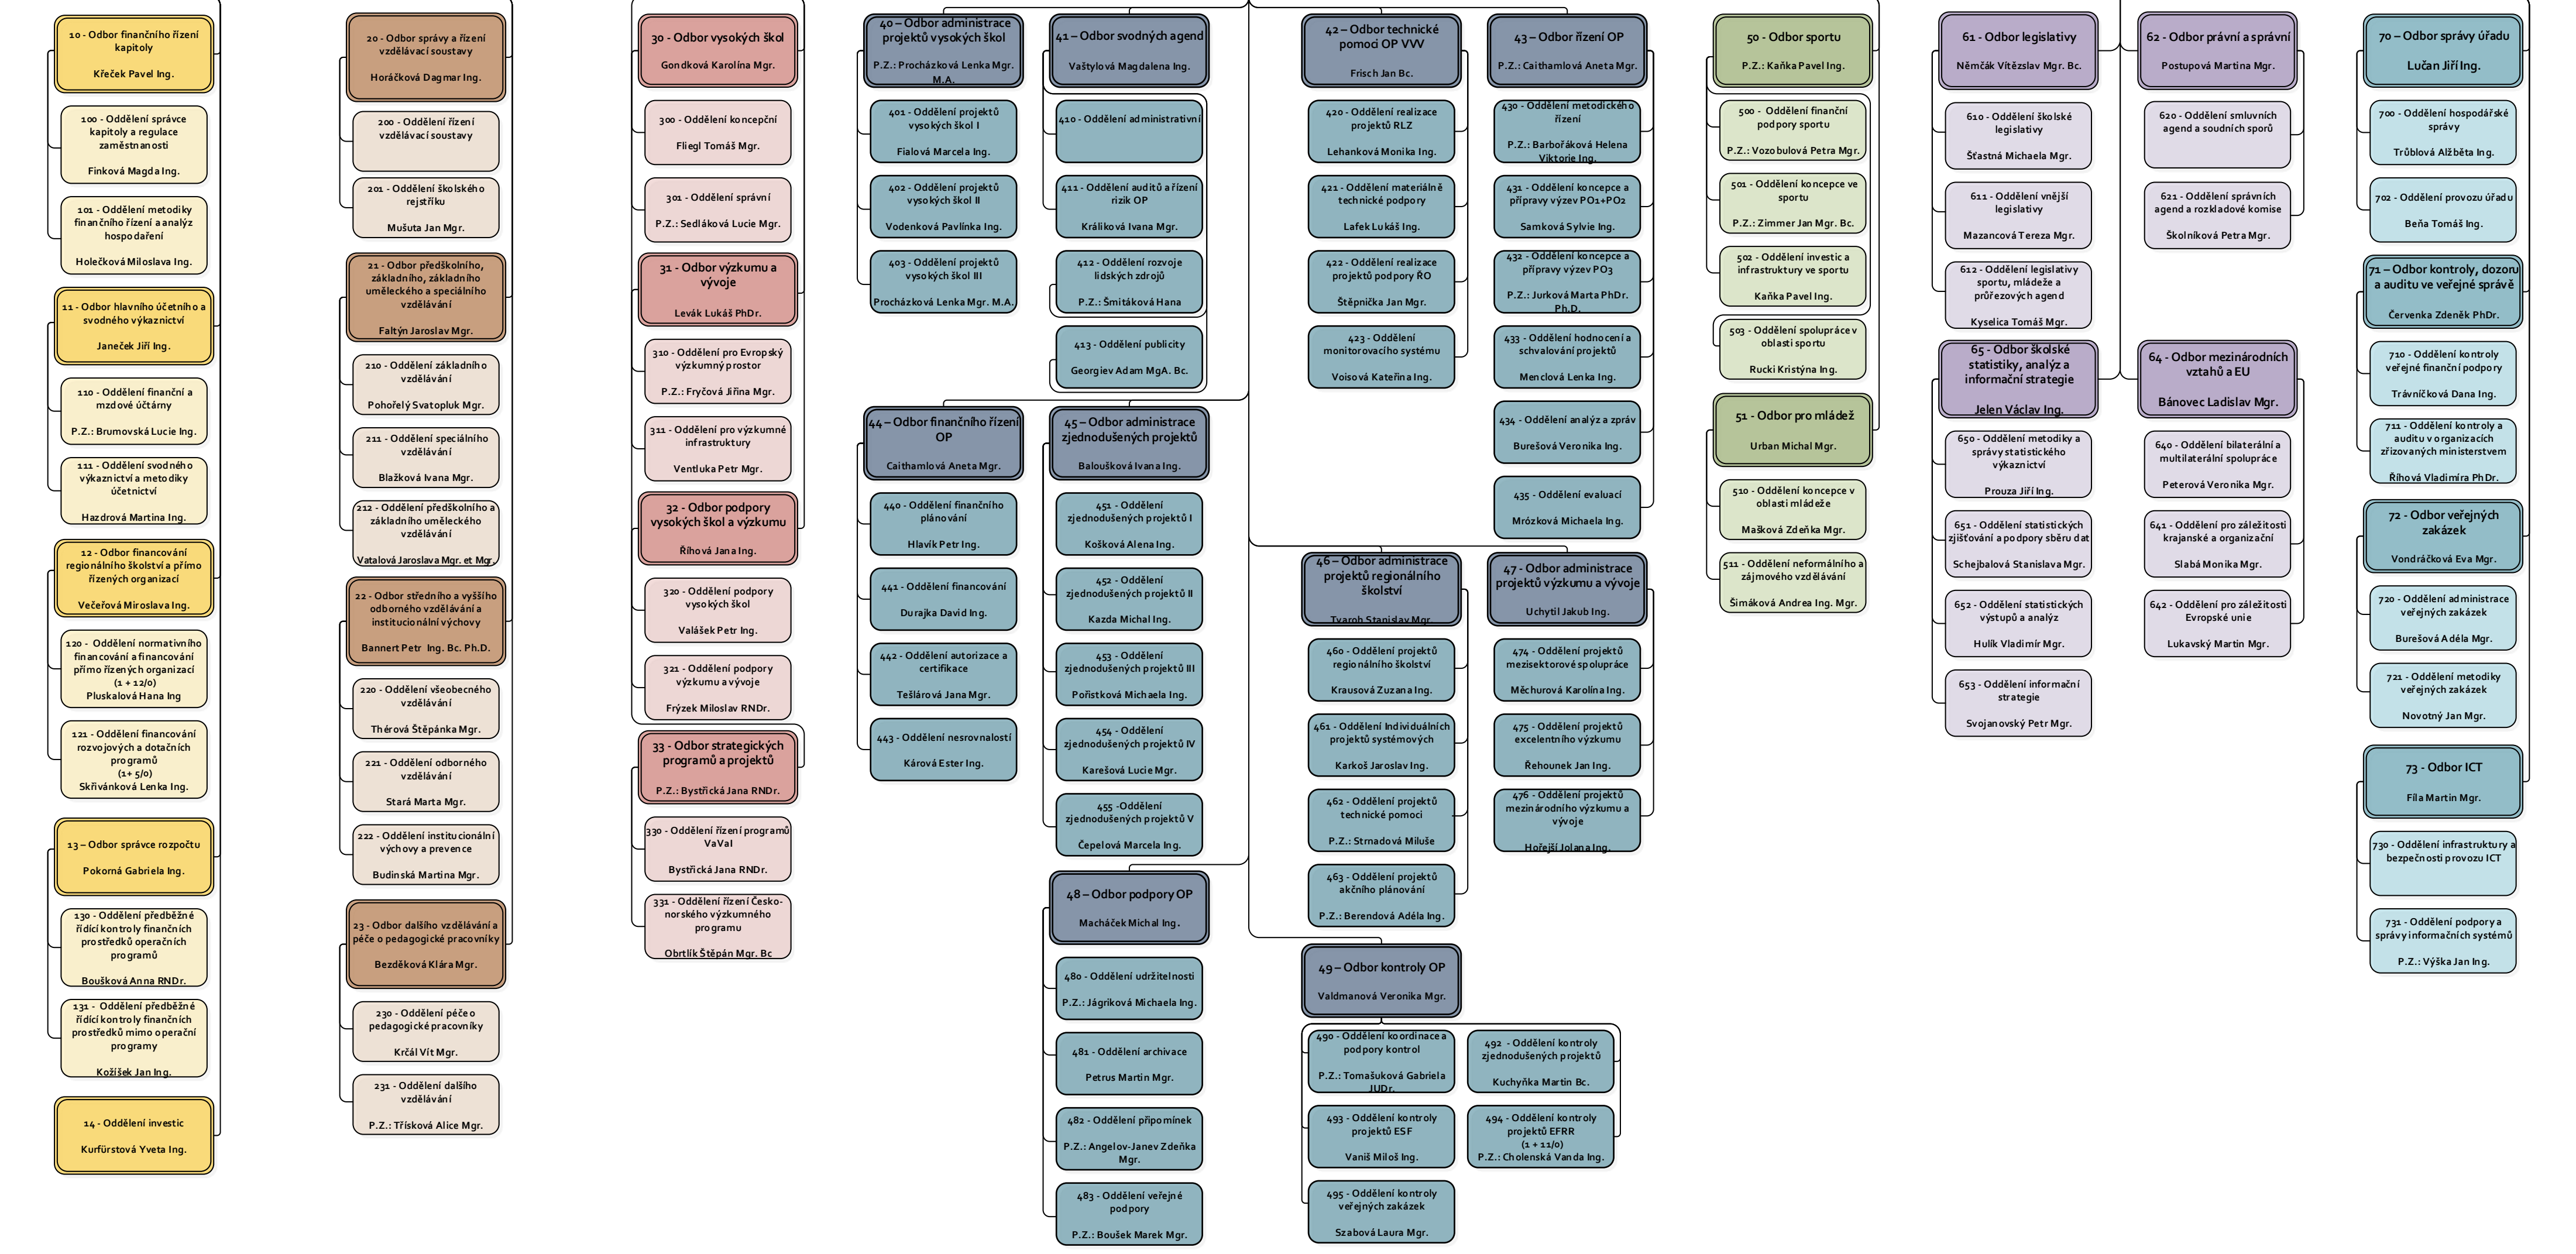 10 - Odbor finančního řízení
kapitoly
Křeček Pavel Ing.
100 - Oddělení správce
kapitoly a regulace
zaměstnanosti
Finková Magda Ing.
101 - Oddělení metodiky
finančního řízení a analýz
hospodaření
Holečková Miloslava Ing.
11 - Odbor hlavního účetního a
svodného výkaznictví
Janeček Jiří Ing.
110 - Oddělení finanční a
mzdové účtárny
P.Z.: Brumovská Lucie Ing.
111 - Oddělení svodného
výkaznictví a metodiky
účetnictví
Hazdrová Martina Ing.
12 - Odbor financování
regionálního školství a přímo
řízených organizací
Večeřová Miroslava Ing.
120 - Oddělení normativního
financování a financování
přímo řízených organizací
(1 + 12/0)
Pluskalová Hana Ing
121 - Oddělení financování
rozvojových a dotačních
programů
(1+ 5/0)
Skřivánková Lenka Ing.
13 – Odbor správce rozpočtu
Pokorná Gabriela Ing.
130 - Oddělení předběžné
řídící kontroly finančních
prostředků operačních
programů
Boušková Anna RNDr.
131 - Oddělení předběžné
řídící kontroly finančních
prostředků mimo operační
programy
Kožíšek Jan Ing.
14 - Oddělení investic
Kurfürstová Yveta Ing.
20 - Odbor správy a řízení
vzdělávací soustavy
Horáčková Dagmar Ing.
200 - Oddělení řízení
vzdělávací soustavy
201 - Oddělení školského
rejstříku
Mušuta Jan Mgr.
21 - Odbor předškolního,
základního, základního
uměleckého a speciálního
vzdělávání
Faltýn Jaroslav Mgr.
210 - Oddělení základního
vzdělávání
Pohořelý Svatopluk Mgr.
211 - Oddělení speciálního
vzdělávání
Blažková Ivana Mgr.
212 - Oddělení předškolního a
základního uměleckého
vzdělávání
Vatalová Jaroslava Mgr. et Mgr.
22 - Odbor středního a vyššího
odborného vzdělávání a
institucionální výchovy
Bannert Petr Ing. Bc. Ph.D.
220 - Oddělení všeobecného
vzdělávání
Thérová Štěpánka Mgr.
221 - Oddělení odborného
vzdělávání
Stará Marta Mgr.
222 - Oddělení institucionální
výchovy a prevence
Budinská Martina Mgr.
23 - Odbor dalšího vzdělávání a
péče o pedagogické pracovníky
Bezděková Klára Mgr.
230 - Oddělení péče o
pedagogické pracovníky
Krčál Vít Mgr.
231 - Oddělení dalšího
vzdělávání
P.Z.: Třísková Alice Mgr.
30 - Odbor vysokých škol
Gondková Karolína Mgr.
300 - Oddělení koncepční
Fliegl Tomáš Mgr.
301 - Oddělení správní
P.Z.: Sedláková Lucie Mgr.
31 - Odbor výzkumu a
vývoje
Levák Lukáš PhDr.
310 - Oddělení pro Evropský
výzkumný prostor
P.Z.: Fryčová Jiřina Mgr.
311 - Oddělení pro výzkumné
infrastruktury
Ventluka Petr Mgr.
32 - Odbor podpory
vysokých škol a výzkumu
Říhová Jana Ing.
320 - Oddělení podpory
vysokých škol
Valášek Petr Ing.
321 - Oddělení podpory
výzkumu a vývoje
Frýzek Miloslav RNDr.
33 - Odbor strategických
programů a projektů
P.Z.: Bystřická Jana RNDr.
330 - Oddělení řízení programů
VaVaI
Bystřická Jana RNDr.
331 - Oddělení řízení Česko-
norského výzkumného
programu
Obrtlík Štěpán Mgr. Bc
40 – Odbor administrace
projektů vysokých škol
P.Z.: Procházková Lenka Mgr.
M.A.
401 - Oddělení projektů
vysokých škol I
Fialová Marcela Ing.
402 - Oddělení projektů
vysokých škol II
Vodenková Pavlínka Ing.
403 - Oddělení projektů
vysokých škol III
Procházková Lenka Mgr. M.A.
41 – Odbor svodných agend
Vaštylová Magdalena Ing.
410 - Oddělení administrativní
411 - Oddělení auditů a řízení
rizik OP
Králiková Ivana Mgr.
412 - Oddělení rozvoje
lidských zdrojů
P.Z.: Šmitáková Hana
413 - Oddělení publicity
Georgiev Adam MgA. Bc.
42 – Odbor technické
pomoci OP VVV
Frisch Jan Bc.
420 - Oddělení realizace
projektů RLZ
Lehanková Monika Ing.
421 - Oddělení materiálně
technické podpory
Lafek Lukáš Ing.
422 - Oddělení realizace
projektů podpory ŘO
Štěpnička Jan Mgr.
423 - Oddělení
monitorovacího systému
Voisová Kateřina Ing.
43 – Odbor řízení OP
P.Z.: Caithamlová Aneta Mgr.
430 - Oddělení metodického
řízení
P.Z.: Barbořáková Helena
Viktorie Ing.
431 - Oddělení koncepce a
přípravy výzev PO1+PO2
Samková Sylvie Ing.
432 - Oddělení koncepce a
přípravy výzev PO3
P.Z.: Jurková Marta PhDr.
Ph.D.
433 - Oddělení hodnocení a
schvalování projektů
Menclová Lenka Ing.
434 - Oddělení analýz a zpráv
Burešová Veronika Ing.
435 - Oddělení evaluací
Mrózková Michaela Ing.
44 – Odbor finančního řízení
OP
Caithamlová Aneta Mgr.
440 - Oddělení finančního
plánování
Hlavík Petr Ing.
441 - Oddělení financování
Durajka David Ing.
442 - Oddělení autorizace a
certifikace
Tešlárová Jana Mgr.
443 - Oddělení nesrovnalostí
Kárová Ester Ing.
45 – Odbor administrace
zjednodušených projektů
Baloušková Ivana Ing.
451 - Oddělení
zjednodušených projektů I
Košková Alena Ing.
452 - Oddělení
zjednodušených projektů II
Kazda Michal Ing.
453 - Oddělení
zjednodušených projektů III
Pořistková Michaela Ing.
454 - Oddělení
zjednodušených projektů IV
Karešová Lucie Mgr.
455 -Oddělení
zjednodušených projektů V
Čepelová Marcela Ing.
46 – Odbor administrace
projektů regionálního
školství
Tvaroh Stanislav Mgr.
460 - Oddělení projektů
regionálního školství
Krausová Zuzana Ing.
461 - Oddělení Individuálních
projektů systémových
Karkoš Jaroslav Ing.
462 - Oddělení projektů
technické pomoci
P.Z.: Strnadová Miluše
463 - Oddělení projektů
akčního plánování
P.Z.: Berendová Adéla Ing.
47 - Odbor administrace
projektů výzkumu a vývoje
Uchytil Jakub Ing.
474 - Oddělení projektů
mezisektorové spolupráce
Měchurová Karolína Ing.
475 - Oddělení projektů
excelentního výzkumu
Řehounek Jan Ing.
476 - Oddělení projektů
mezinárodního výzkumu a
vývoje
Hořejší Jolana Ing.
48 – Odbor podpory OP
Macháček Michal Ing.
480 - Oddělení udržitelnosti
P.Z.: Jágriková Michaela Ing.
481 - Oddělení archivace
Petrus Martin Mgr.
482 - Oddělení připomínek
P.Z.: Angelov-Janev Zdeňka
Mgr.
483 - Oddělení veřejné
podpory
P.Z.: Boušek Marek Mgr.
49 – Odbor kontroly OP
Valdmanová Veronika Mgr.
490 - Oddělení koordinace a
podpory kontrol
P.Z.: Tomašuková Gabriela
JUDr.
492 - Oddělení kontroly
zjednodušených projektů
Kuchyňka Martin Bc.
493 - Oddělení kontroly
projektů ESF
Vaniš Miloš Ing.
494 - Oddělení kontroly
projektů EFRR
(1 + 11/0)
P.Z.: Cholenská Vanda Ing.
495 - Oddělení kontroly
veřejných zakázek
Szabová Laura Mgr.
50 - Odbor sportu
P.Z.: Kaňka Pavel Ing.
500 - Oddělení finanční
podpory sportu
P.Z.: Vozobulová Petra Mgr.
501 - Oddělení koncepce ve
sportu
P.Z.: Zimmer Jan Mgr. Bc.
502 - Oddělení investic a
infrastruktury ve sportu
Kaňka Pavel Ing.
503 - Oddělení spolupráce v
oblasti sportu
Rucki Kristýna Ing.
51 - Odbor pro mládež
Urban Michal Mgr.
510 - Oddělení koncepce v
oblasti mládeže
Mašková Zdeňka Mgr.
511 - Oddělení neformálního a
zájmového vzdělávání
Šimáková Andrea Ing. Mgr.
61 - Odbor legislativy
Němčák Vítězslav Mgr. Bc.
610 - Oddělení školské
legislativy
Šťastná Michaela Mgr.
611 - Oddělení vnější
legislativy
Mazancová Tereza Mgr.
612 - Oddělení legislativy
sportu, mládeže a
průřezových agend
Kyselica Tomáš Mgr.
65 - Odbor školské
statistiky, analýz a
informační strategie
Jelen Václav Ing.
650 - Oddělení metodiky a
správy statistického
výkaznictví
Prouza Jiří Ing.
651 - Oddělení statistických
zjišťování a podpory sběru dat
Schejbalová Stanislava Mgr.
652 - Oddělení statistických
výstupů a analýz
Hulík Vladimír Mgr.
653 - Oddělení informační
strategie
Svojanovský Petr Mgr.
62 - Odbor právní a správní
Postupová Martina Mgr.
620 - Oddělení smluvních
agend a soudních sporů
621 - Oddělení správních
agend a rozkladové komise
Školníková Petra Mgr.
64 - Odbor mezinárodních
vztahů a EU
Bánovec Ladislav Mgr.
640 - Oddělení bilaterální a
multilaterální spolupráce
Peterová Veronika Mgr.
641 - Oddělení pro záležitosti
krajanské a organizační
Slabá Monika Mgr.
642 - Oddělení pro záležitosti
Evropské unie
Lukavský Martin Mgr.
70 – Odbor správy úřadu
Lučan Jiří Ing.
700 - Oddělení hospodářské
správy
Trůblová Alžběta Ing.
702 - Oddělení provozu úřadu
Beňa Tomáš Ing.
71 – Odbor kontroly, dozoru
a auditu ve veřejné správě
Červenka Zdeněk PhDr.
710 - Oddělení kontroly
veřejné finanční podpory
Trávníčková Dana Ing.
711 - Oddělení kontroly a
auditu v organizacích
zřizovaných ministerstvem
Říhová Vladimíra PhDr.
72 - Odbor veřejných
zakázek
Vondráčková Eva Mgr.
720 - Oddělení administrace
veřejných zakázek
Burešová Adéla Mgr.
721 - Oddělení metodiky
veřejných zakázek
Novotný Jan Mgr.
73 - Odbor ICT
Fíla Martin Mgr.
730 - Oddělení infrastruktury a
bezpečnosti provozu ICT
731 - Oddělení podpory a
správy informačních systémů
P.Z.: Výška Jan Ing.